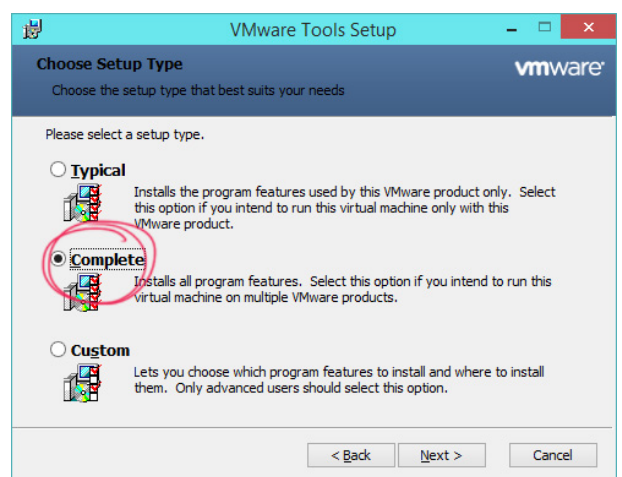 VMware Tools Setup
Choose Setup Type
vmware
Choose the setup type that best suits your needs
Please select a setup type.
Typical
Installs the program features used by this VMware product only. Select
this option if you intend to run this virtual machine only with this
VMware product.
Complete
Installs all program features. Select this option if you intend to run this
virtual machine on multiple VMware products.
Custom
Lets you choose which program features to install and where to install
them. Only advanced users should select this option.
< Back
Next >
Cancel